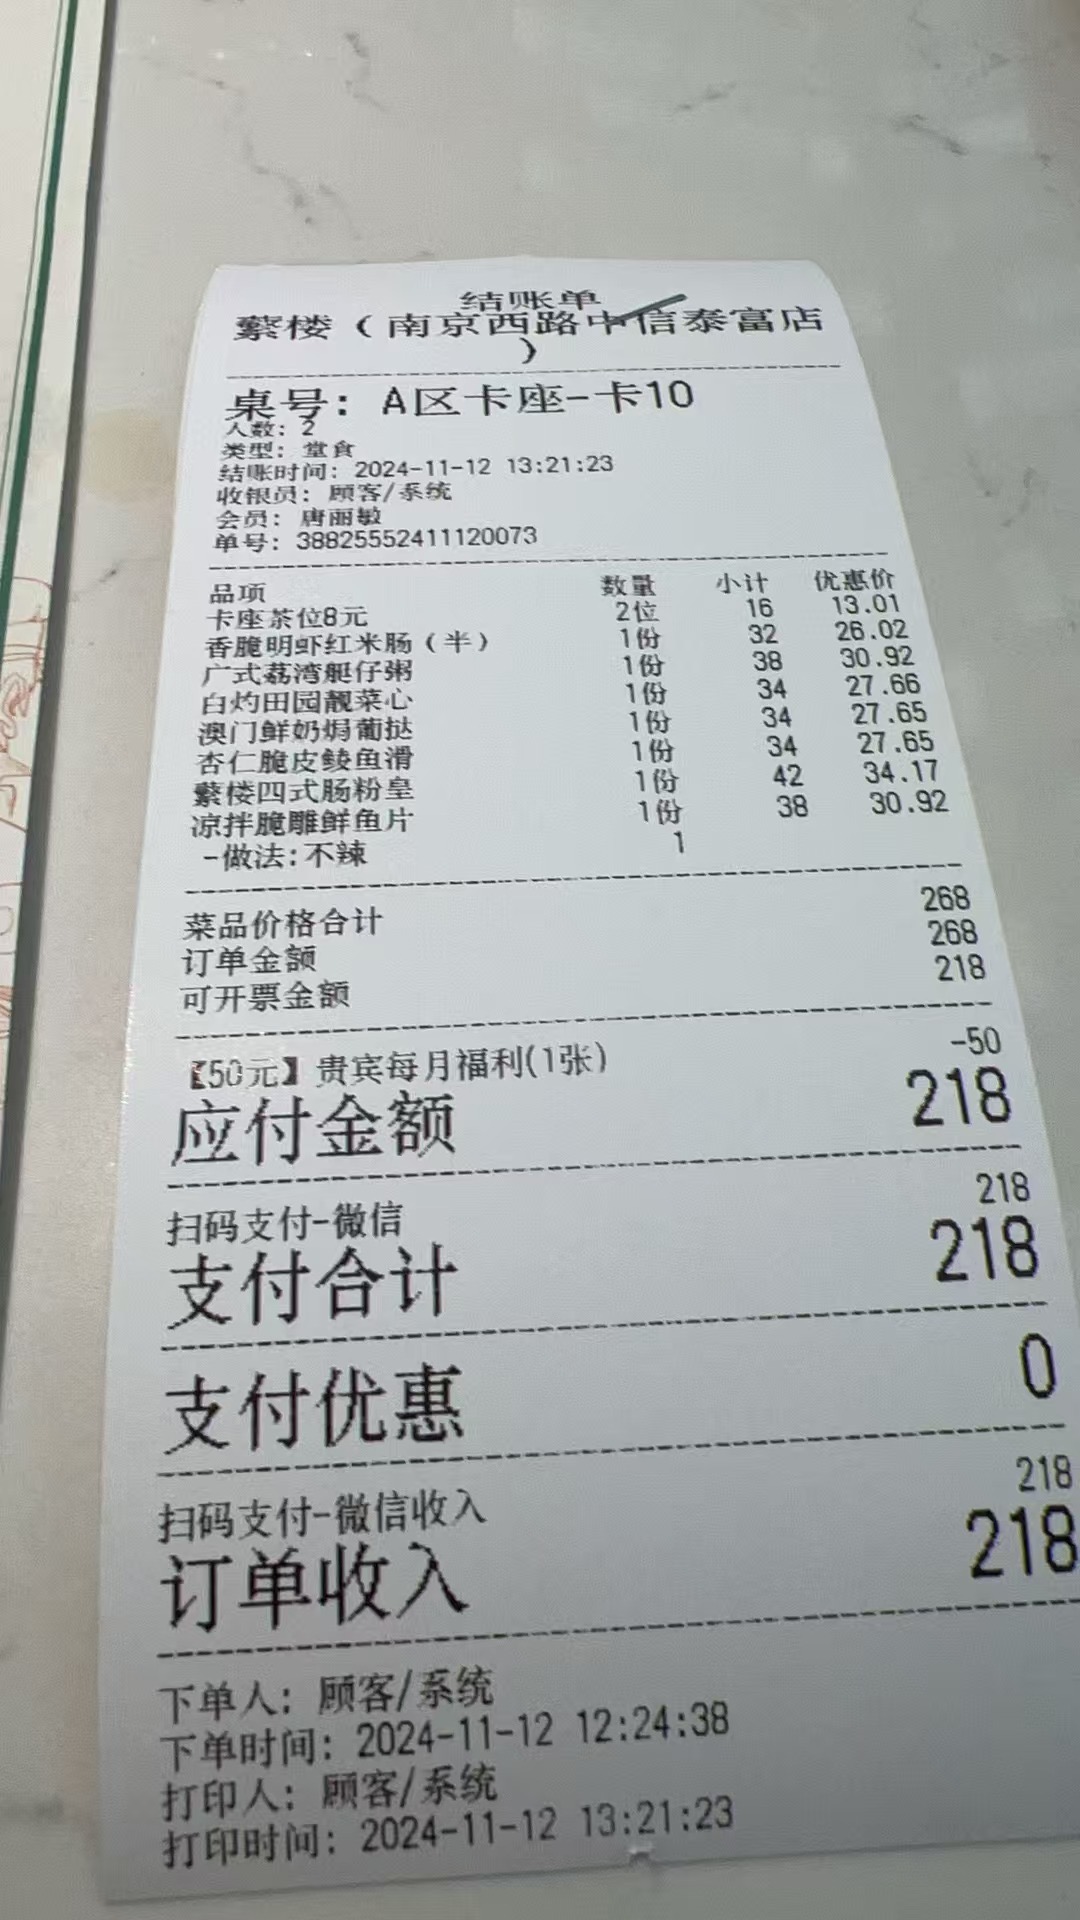 结账单
蘩楼（南京西路中信泰富店
）
桌号：A区卡座-卡10
人数：2
类型：堂食
结账时间：2024-11-12 13:21:23
收银员：顾客/系统
会员：唐丽敏
单号：38825552411120073
品项 数量 小计 优惠价
卡座茶位8元 2位 16 13.01
香脆明虾红米肠（半） 1份 32 26.02
广式荔湾艇仔粥 1份 38 30.92
白灼田园靓菜心 1份 34 27.66
澳门鲜奶焗葡挞 1份 34 27.65
杏仁脆皮鲮鱼滑 1份 34 27.65
蘩楼四式肠粉皇 1份 42 34.17
凉拌脆雕鲜鱼片 1份 38 30.92
-做法:不辣 1
菜品价格合计 268
订单金额 268
可开票金额 218
【50元】贵宾每月福利(1张) -50
应付金额 218
扫码支付-微信 218
支付合计 218
支付优惠 0
扫码支付-微信收入 218
订单收入 218
下单人：顾客/系统
下单时间：2024-11-12 12:24:38
打印人：顾客/系统
打印时间：2024-11-12 13:21:23